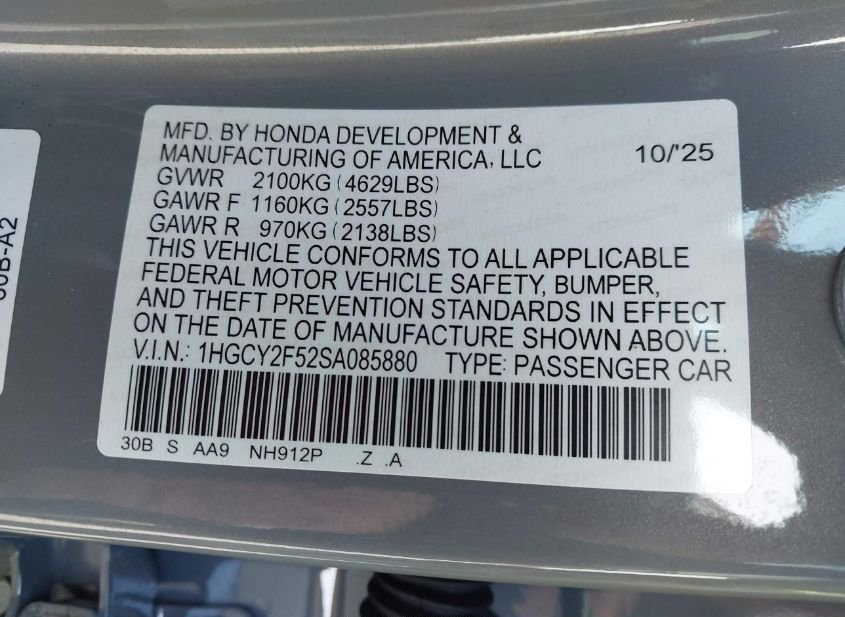 MFD. BY HONDA DEVELOPMENT &
MANUFACTURING OF AMERICA, LLC 10/'25
GVWR 2100KG (4629LBS)
GAWR F 1160KG (2557LBS)
GAWR R 970KG (2138LBS)
THIS VEHICLE CONFORMS TO ALL APPLICABLE
FEDERAL MOTOR VEHICLE SAFETY, BUMPER,
AND THEFT PREVENTION STANDARDS IN EFFECT
ON THE DATE OF MANUFACTURE SHOWN ABOVE.
V.I.N.: 1HGCY2F52SA085880 TYPE: PASSENGER CAR
30B S AA9 NH912P .Z .A